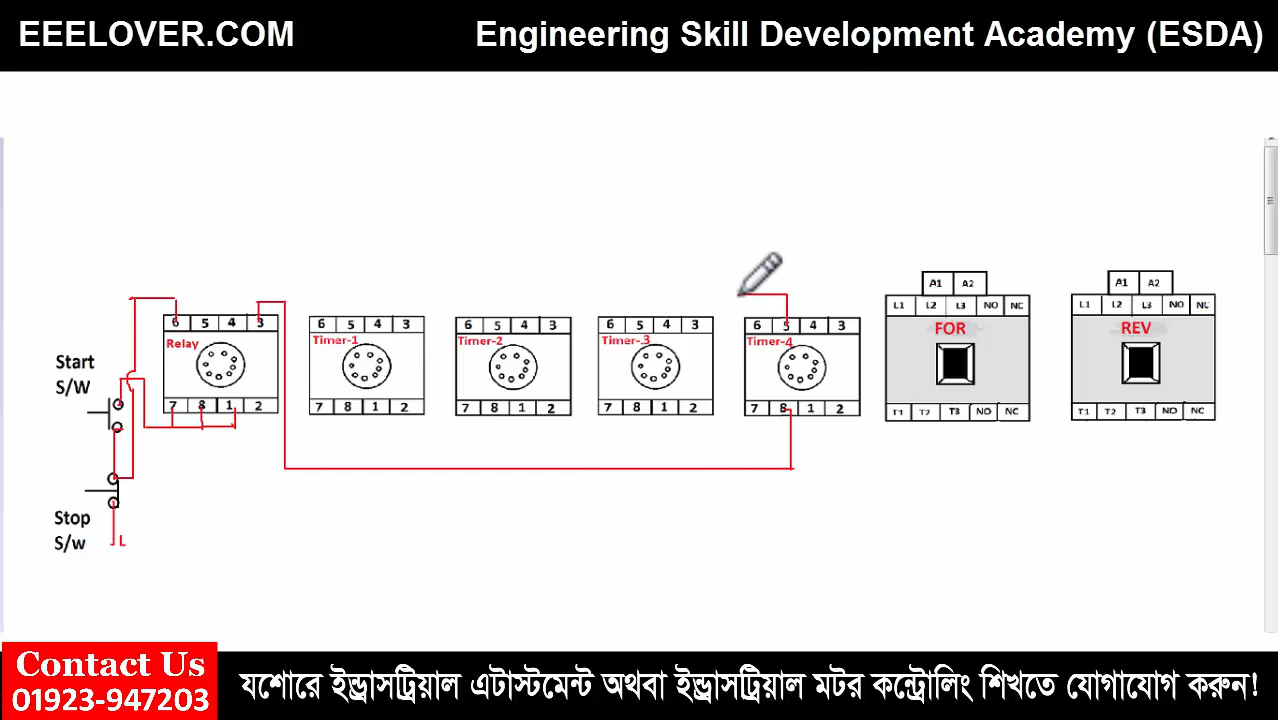 EEELOVER.COM
Engineering Skill Development Academy (ESDA)
A1 A2
A1 A2
L1 L2 L3 NO NC
L1 L2 L3 NO NC
6 5 4 3
6 5 4 3
6 5 4 3
6 5 4 3
6 5 4 3
FOR
REV
Relay
Timer-1
Timer-2
Timer-.3
Timer-4
Start
S/W
7 8 1 2
7 8 1 2
7 8 1 2
7 8 1 2
7 8 1 2
T1 T2 T3 NO NC
T1 T2 T3 NO NC
Stop
S/w
L
Contact Us
01923-947203
যশোরে ইন্ড্রাসট্রিয়াল এটাস্টমেন্ট অথবা ইন্ড্রাসট্রিয়াল মটর কন্ট্রোলিং শিখতে যোগাযোগ করুন!